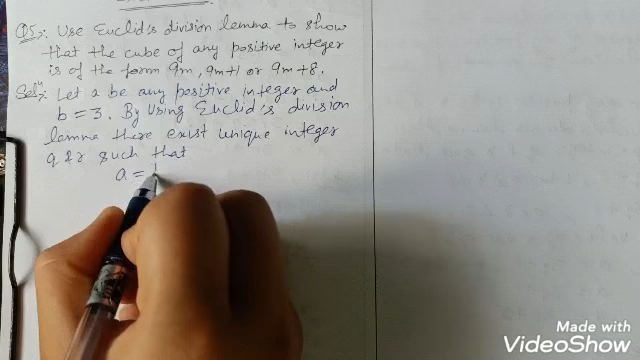 Q5:- Use Euclid's division lemma to show
that the cube of any positive integer
is of the form 9m, 9m+1 or 9m+8.
Solⁿ:- Let a be any positive integer and
b = 3. By Using Euclid's division
lemma there exist unique integer
q & r such that
a =
Made with
VideoShow